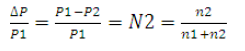 ΔP/P1 = P1−P2/P1 = N2 = n2/n1+n2